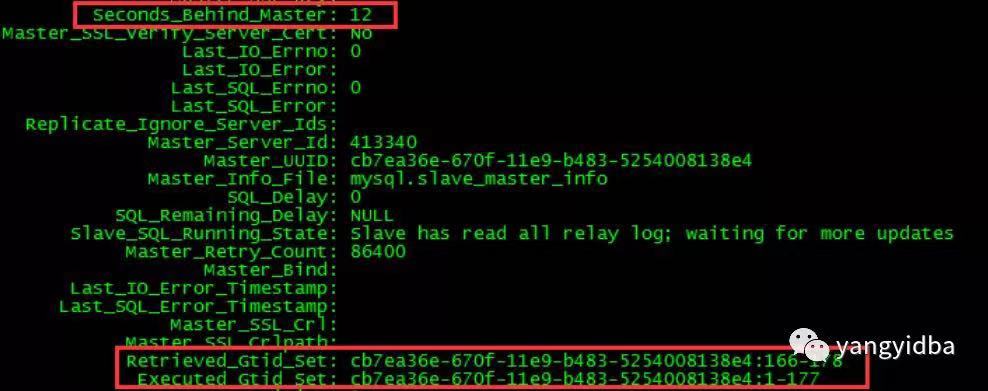 Seconds_Behind_Master: 12
Master_SSL_Verify_Server_Cert: No
Last_IO_Errno: 0
Last_IO_Error:
Last_SQL_Errno: 0
Last_SQL_Error:
Replicate_Ignore_Server_Ids:
Master_Server_Id: 413340
Master_UUID: cb7ea36e-670f-11e9-b483-5254008138e4
Master_Info_File: mysql.slave_master_info
SQL_Delay: 0
SQL_Remaining_Delay: NULL
Slave_SQL_Running_State: Slave has read all relay log; waiting for more updates
Master_Retry_Count: 86400
Master_Bind:
Last_IO_Error_Timestamp:
Last_SQL_Error_Timestamp:
Master_SSL_Crl:
Master_SSL_Crlpath:
Retrieved_Gtid_Set: cb7ea36e-670f-11e9-b483-5254008138e4:166-178
Executed_Gtid_Set: cb7ea36e-670f-11e9-b483-5254008138e4:1-177
yangyidba